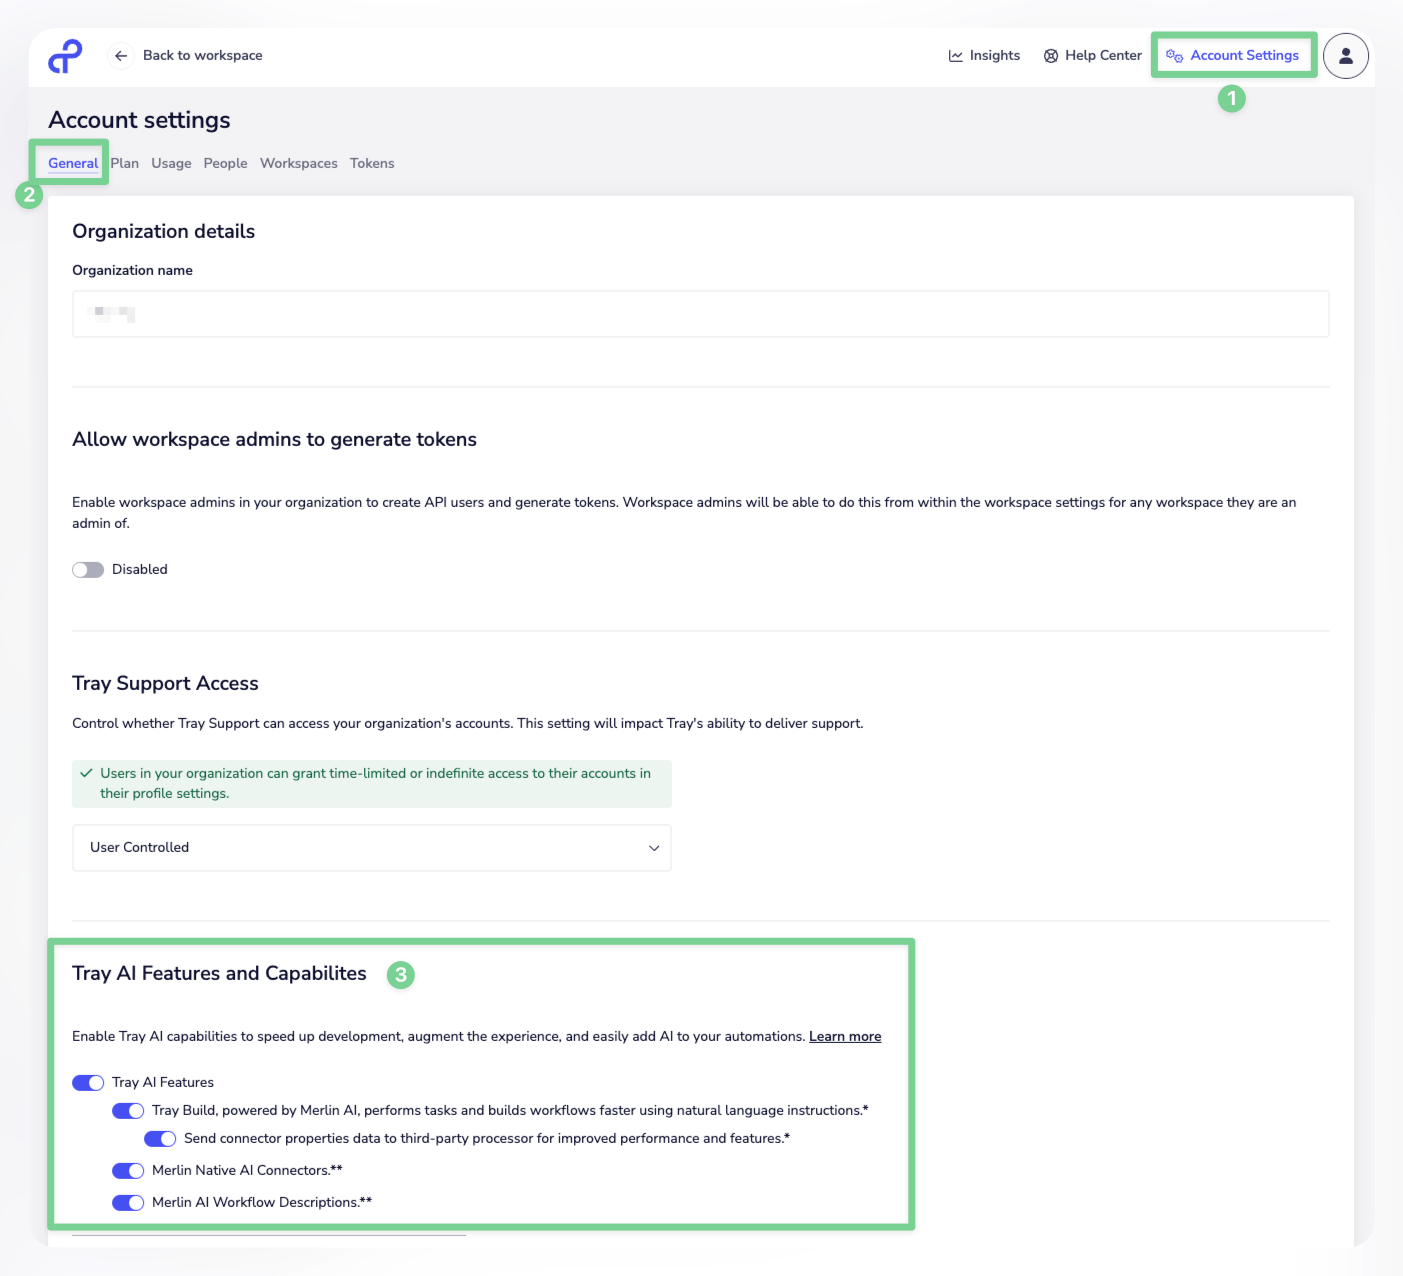 Back to workspace
Insights
Help Center
Account Settings
1
Account settings
General Plan Usage People Workspaces Tokens
2
Organization details
Organization name
Allow workspace admins to generate tokens
Enable workspace admins in your organization to create API users and generate tokens. Workspace admins will be able to do this from within the workspace settings for any workspace they are an
admin of.
Disabled
Tray Support Access
Control whether Tray Support can access your organization's accounts. This setting will impact Tray's ability to deliver support.
Users in your organization can grant time-limited or indefinite access to their accounts in
their profile settings.
User Controlled
Tray AI Features and Capabilites 3
Enable Tray AI capabilities to speed up development, augment the experience, and easily add AI to your automations. Learn more
Tray AI Features
Tray Build, powered by Merlin AI, performs tasks and builds workflows faster using natural language instructions.*
Send connector properties data to third-party processor for improved performance and features.*
Merlin Native AI Connectors.**
Merlin AI Workflow Descriptions.**